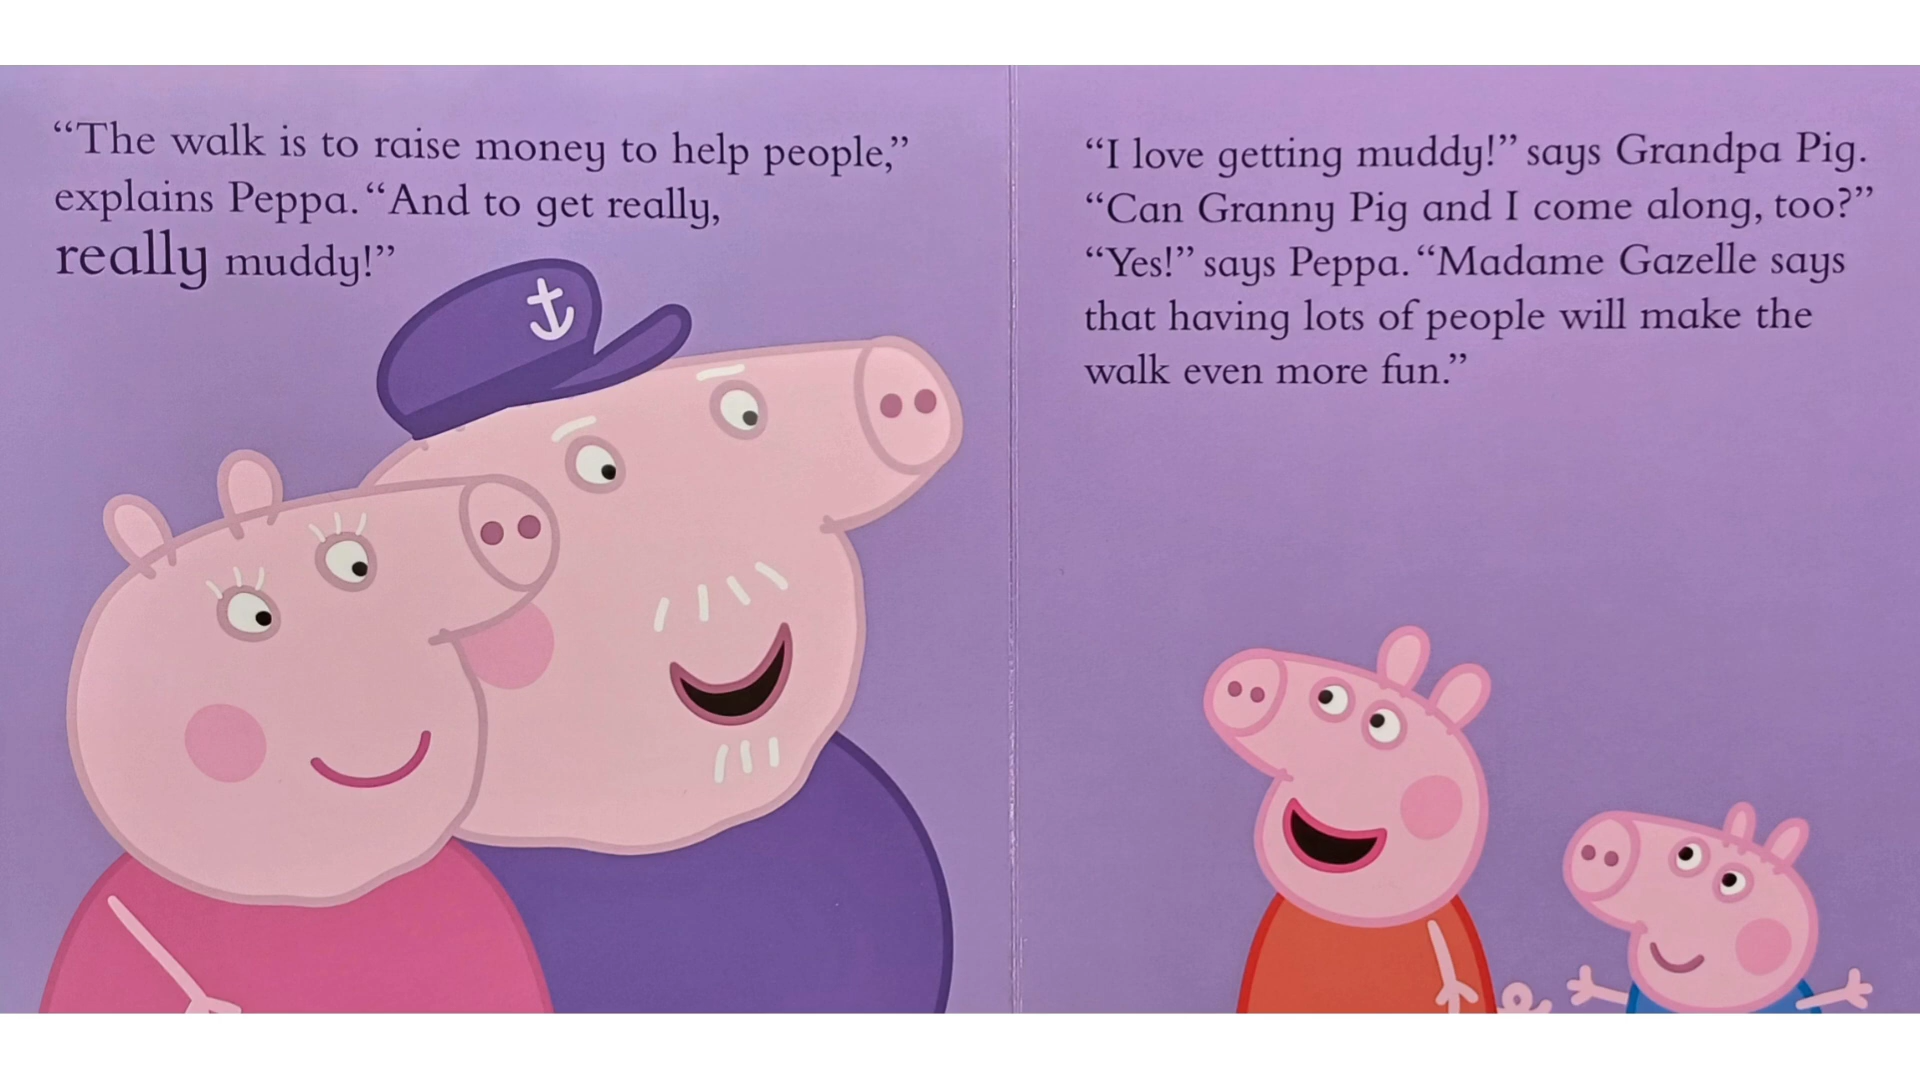 “The walk is to raise money to help people,”
explains Peppa. “And to get really,
really muddy!”
“I love getting muddy!” says Grandpa Pig.
“Can Granny Pig and I come along, too?”
“Yes!” says Peppa. “Madame Gazelle says
that having lots of people will make the
walk even more fun.”